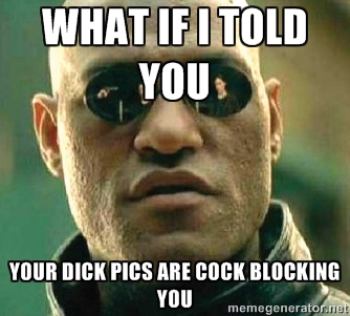 WHAT IF I TOLD
YOU
YOUR DICK PICS ARE COCK BLOCKING
YOU
memegenerator.net